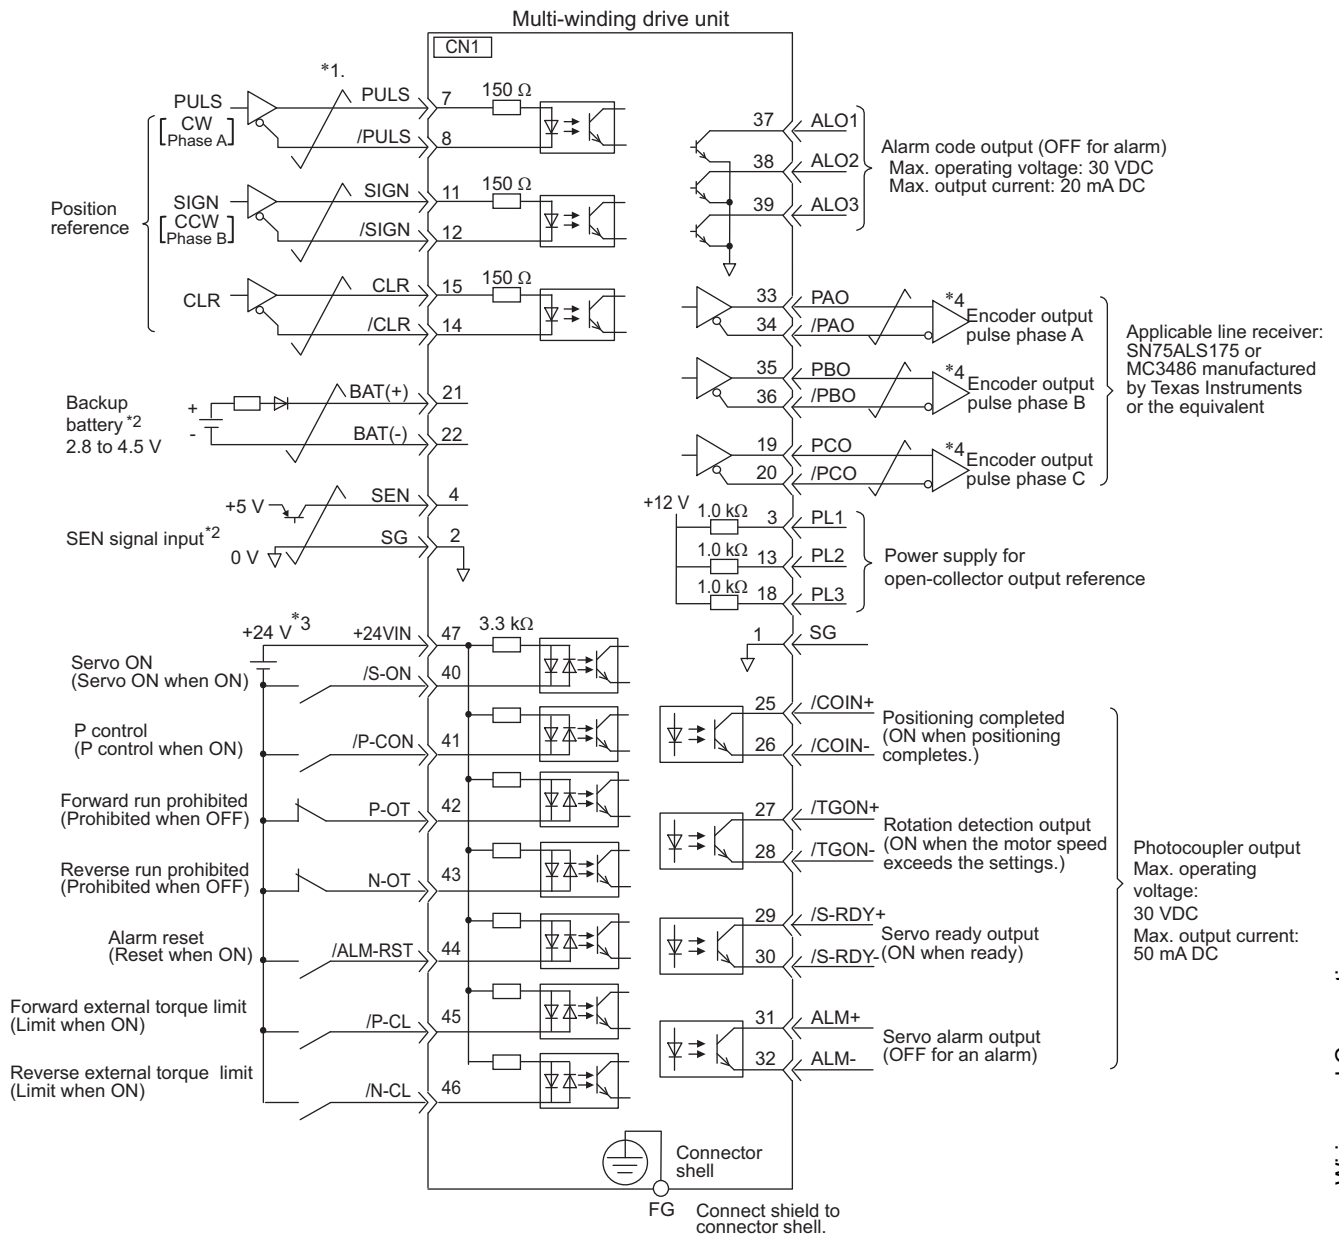 Multi-winding drive unit
CN1
*1.
PULS
CW
Phase A
PULS
7
150 Ω
/PULS
8
Position
reference
SIGN
CCW
Phase B
SIGN
11
150 Ω
/SIGN
12
CLR
CLR
15
150 Ω
/CLR
14
Backup
battery*2
2.8 to 4.5 V
+
-
BAT(+)
21
BAT(-)
22
SEN signal input*2
+5 V
0 V
SEN
4
SG
2
+24 V*3
+24VIN
47
3.3 kΩ
Servo ON
(Servo ON when ON)
/S-ON
40
P control
(P control when ON)
/P-CON
41
Forward run prohibited
(Prohibited when OFF)
P-OT
42
Reverse run prohibited
(Prohibited when OFF)
N-OT
43
Alarm reset
(Reset when ON)
/ALM-RST
44
Forward external torque limit
(Limit when ON)
/P-CL
45
Reverse external torque limit
(Limit when ON)
/N-CL
46
37
ALO1
38
ALO2
39
ALO3
Alarm code output (OFF for alarm)
Max. operating voltage: 30 VDC
Max. output current: 20 mA DC
33
PAO
34
/PAO
*4
Encoder output
pulse phase A
35
PBO
36
/PBO
*4
Encoder output
pulse phase B
19
PCO
20
/PCO
*4
Encoder output
pulse phase C
Applicable line receiver:
SN75ALS175 or
MC3486 manufactured
by Texas Instruments
or the equivalent
+12 V
1.0 kΩ
3
PL1
1.0 kΩ
13
PL2
1.0 kΩ
18
PL3
Power supply for
open-collector output reference
1
SG
25
/COIN+
26
/COIN-
Positioning completed
(ON when positioning
completes.)
27
/TGON+
28
/TGON-
Rotation detection output
(ON when the motor speed
exceeds the settings.)
29
/S-RDY+
30
/S-RDY-
Servo ready output
(ON when ready)
31
ALM+
32
ALM-
Servo alarm output
(OFF for an alarm)
Photocoupler output
Max. operating
voltage:
30 VDC
Max. output current:
50 mA DC
Connector
shell
FG
Connect shield to
connector shell.